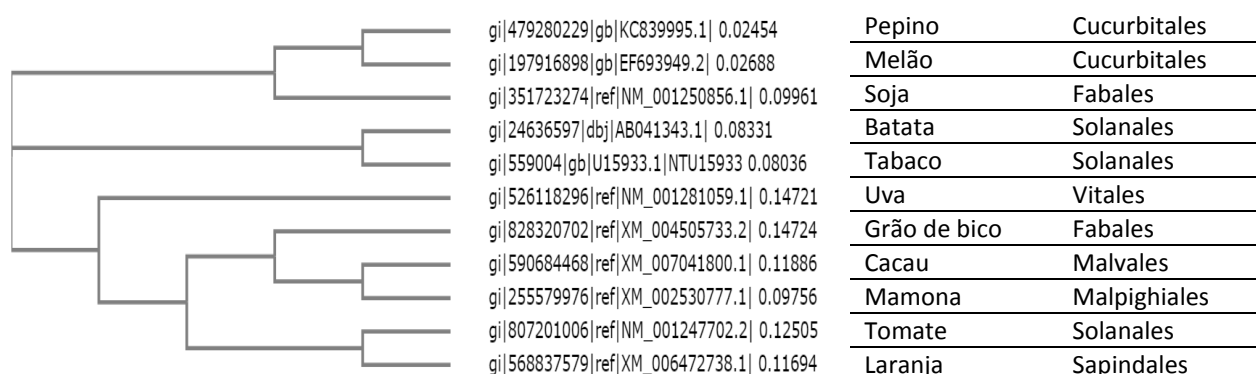 gi|479280229|gb|KC839995.1| 0.02454 Pepino Cucurbitales
gi|197916898|gb|EF693949.2| 0.02688 Melão Cucurbitales
gi|351723274|ref|NM_001250856.1| 0.09961 Soja Fabales
gi|24636597|dbj|AB041343.1| 0.08331 Batata Solanales
gi|559004|gb|U15933.1|NTU15933 0.08036 Tabaco Solanales
gi|526118296|ref|NM_001281059.1| 0.14721 Uva Vitales
gi|828320702|ref|XM_004505733.2| 0.14724 Grão de bico Fabales
gi|590684468|ref|XM_007041800.1| 0.11886 Cacau Malvales
gi|255579976|ref|XM_002530777.1| 0.09756 Mamona Malpighiales
gi|807201006|ref|NM_001247702.2| 0.12505 Tomate Solanales
gi|568837579|ref|XM_006472738.1| 0.11694 Laranja Sapindales